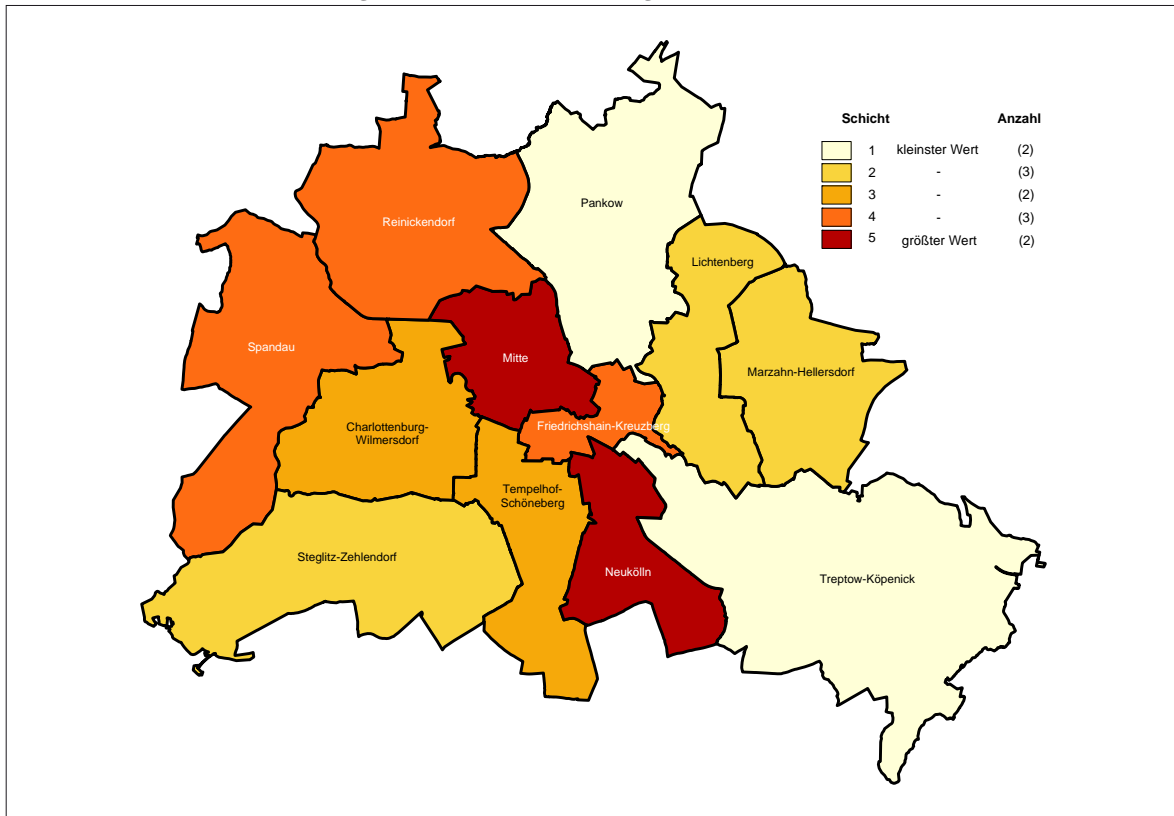 Schicht Anzahl
1 kleinster Wert (2)
2 - (3)
3 - (2)
4 - (3)
5 größter Wert (2)
Pankow
Reinickendorf
Lichtenberg
Spandau
Mitte
Marzahn-Hellersdorf
Charlottenburg-
Wilmersdorf
Friedrichshain-Kreuzberg
Tempelhof-
Schöneberg
Steglitz-Zehlendorf
Neukölln
Treptow-Köpenick